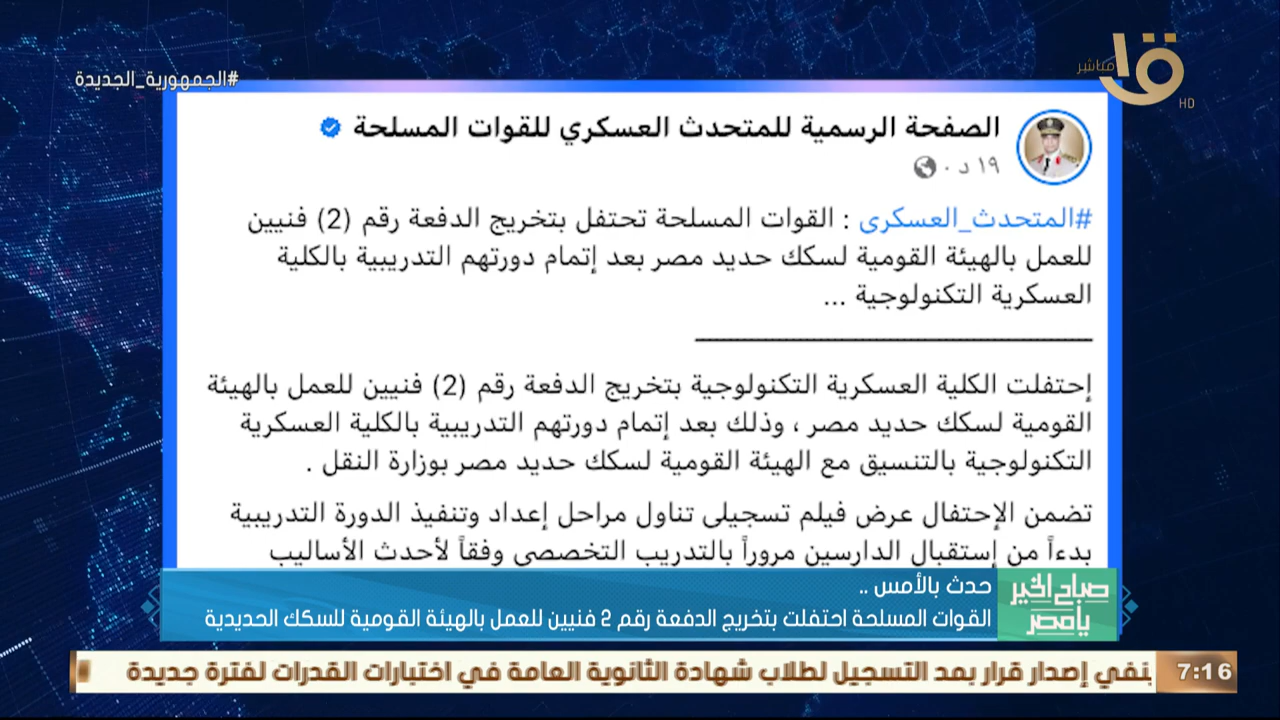 #الجمهورية_الجديدة
مباشر
HD
الصفحة الرسمية للمتحدث العسكري للقوات المسلحة
١٩ د ·
#المتحدث_العسكرى : القوات المسلحة تحتفل بتخريج الدفعة رقم (2) فنيين
للعمل بالهيئة القومية لسكك حديد مصر بعد إتمام دورتهم التدريبية بالكلية
العسكرية التكنولوجية ...
إحتفلت الكلية العسكرية التكنولوجية بتخريج الدفعة رقم (2) فنيين للعمل بالهيئة
القومية لسكك حديد مصر ، وذلك بعد إتمام دورتهم التدريبية بالكلية العسكرية
التكنولوجية بالتنسيق مع الهيئة القومية لسكك حديد مصر بوزارة النقل .
تضمن الإحتفال عرض فيلم تسجيلى تناول مراحل إعداد وتنفيذ الدورة التدريبية
بدءاً من إستقبال الدارسين مروراً بالتدريب التخصصى وفقاً لأحدث الأساليب
صباح الخير
يا مصر
حدث بالأمس ..
القوات المسلحة احتفلت بتخريج الدفعة رقم 2 فنيين للعمل بالهيئة القومية للسكك الحديدية
7:16
ينفي إصدار قرار بمد التسجيل لطلاب شهادة الثانوية العامة في اختبارات القدرات لفترة جديدة